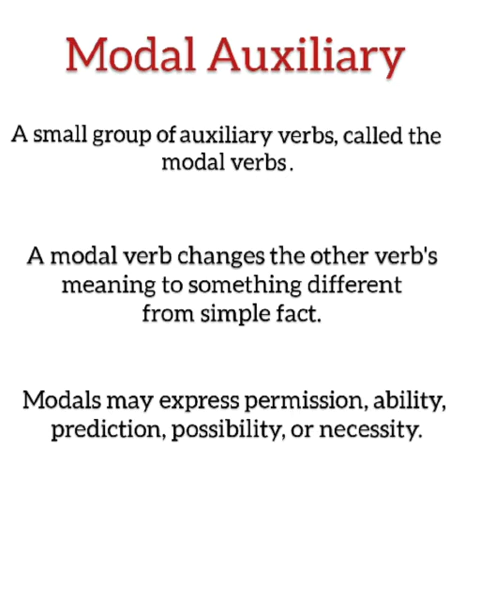 Modal Auxiliary
A small group of auxiliary verbs, called the
modal verbs.
A modal verb changes the other verb's
meaning to something different
from simple fact.
Modals may express permission, ability,
prediction, possibility, or necessity.